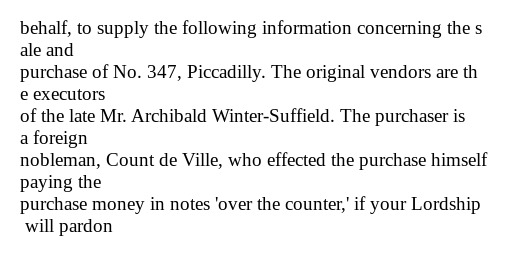 behalf, to supply the following information concerning the s
ale and
purchase of No. 347, Piccadilly. The original vendors are th
e executors
of the late Mr. Archibald Winter-Suffield. The purchaser is
a foreign
nobleman, Count de Ville, who effected the purchase himself
paying the
purchase money in notes 'over the counter,' if your Lordship
 will pardon